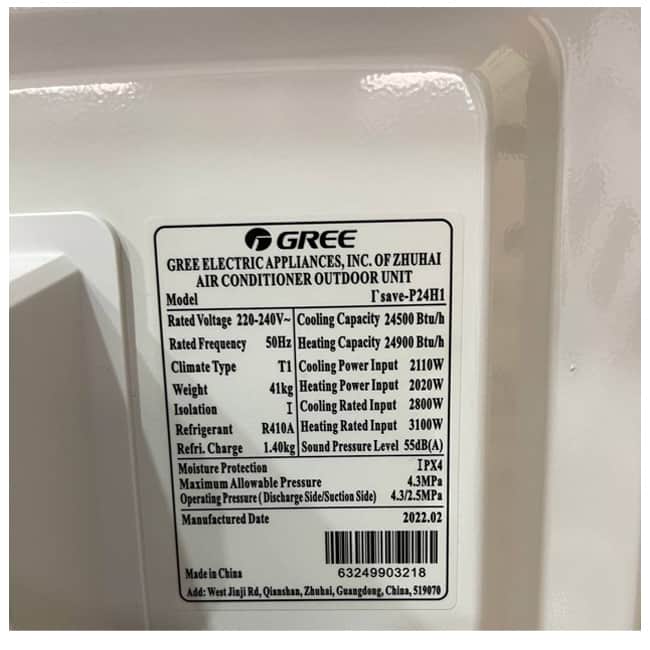 GREE
GREE ELECTRIC APPLIANCES, INC. OF ZHUHAI
AIR CONDITIONER OUTDOOR UNIT
Model I'save-P24H1
Rated Voltage 220-240V~ Cooling Capacity 24500 Btu/h
Rated Frequency 50Hz Heating Capacity 24900 Btu/h
Climate Type T1 Cooling Power Input 2110W
Weight 41kg Heating Power Input 2020W
Isolation I Cooling Rated Input 2800W
Refrigerant R410A Heating Rated Input 3100W
Refri. Charge 1.40kg Sound Pressure Level 55dB(A)
Moisture Protection IPX4
Maximum Allowable Pressure 4.3MPa
Operating Pressure (Discharge Side/Suction Side) 4.3/2.5MPa
Manufactured Date 2022.02
63249903218
Made in China
Add: West Jinji Rd, Qianshan, Zhuhai, Guangdong, China, 519070